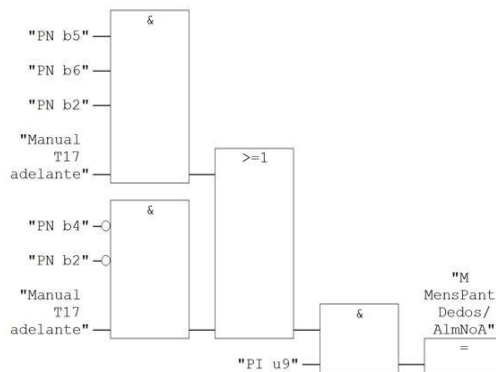 &
"PN b5"
"PN b6"
"PN b2"
"Manual
T17
adelante"
>=1
&
"PN b4"
"PN b2"
"Manual
T17
adelante"
&
"PI u9"
"M
MensPant
Dedos/
AlmNoA"
=